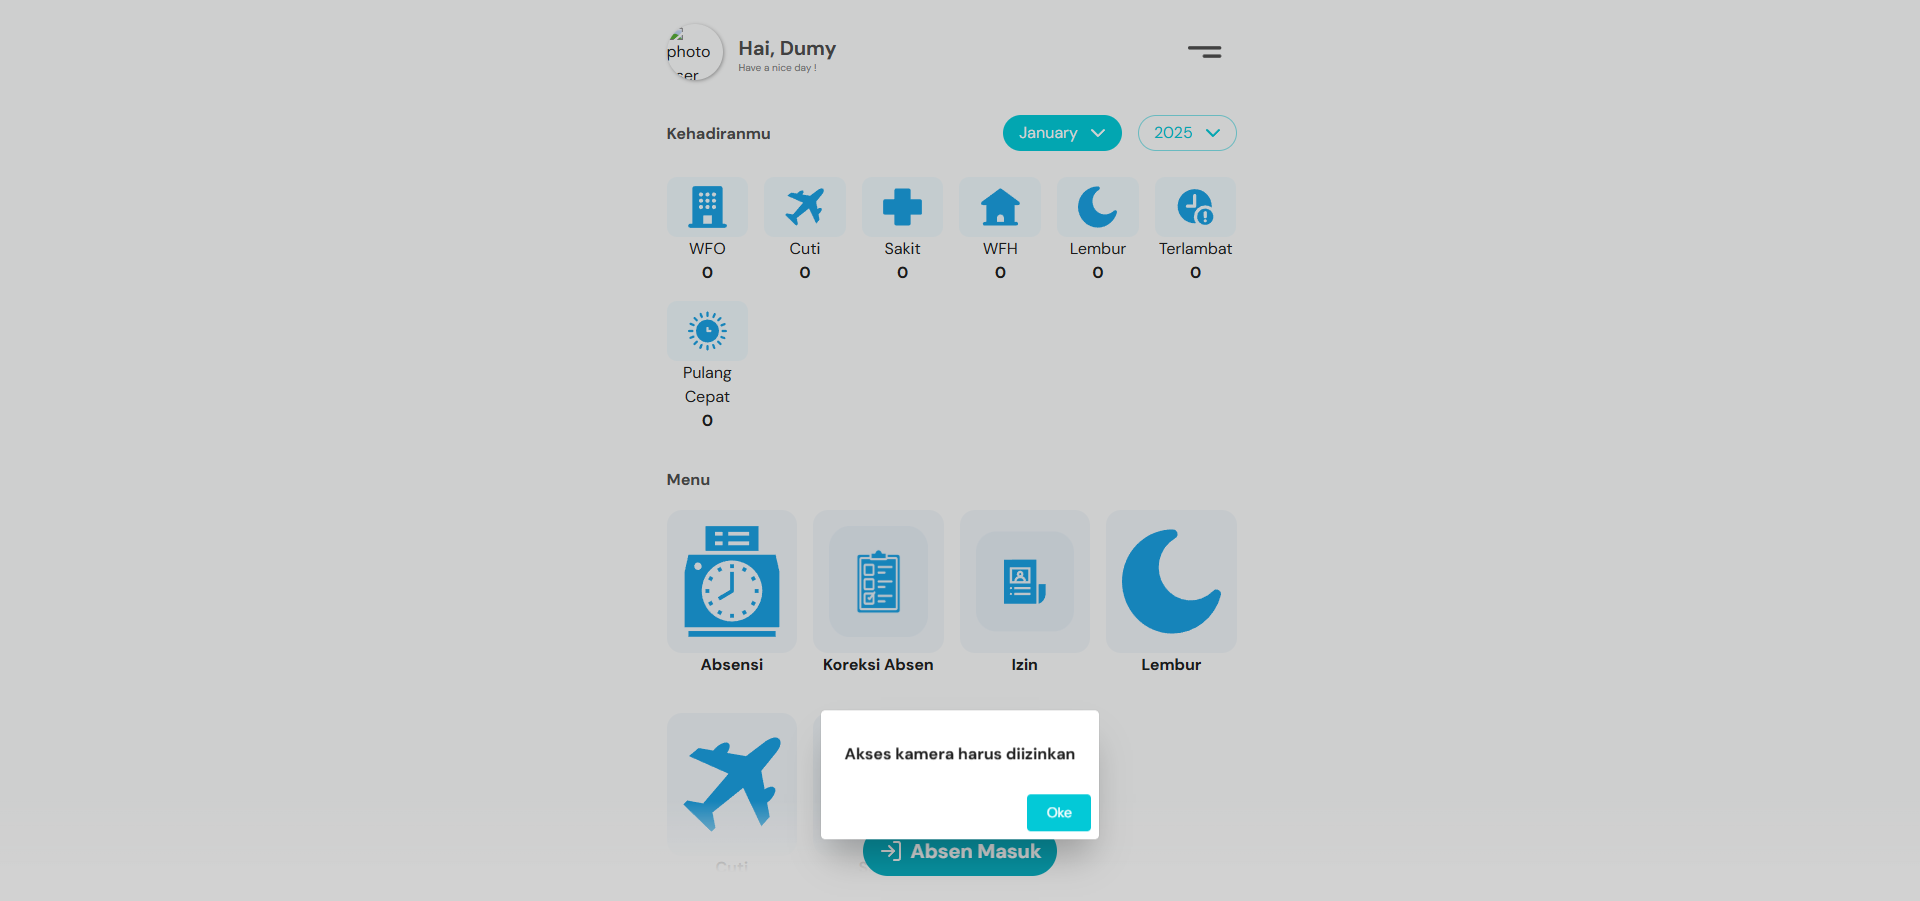 photo
Hai, Dumy
Have a nice day !
Kehadiranmu
January
2025
WFO
Cuti
Sakit
WFH
Lembur
Terlambat
0
0
0
0
0
0
Pulang
Cepat
0
Menu
Absensi
Koreksi Absen
Izin
Lembur
Akses kamera harus diizinkan
Oke
Absen Masuk
Cuti